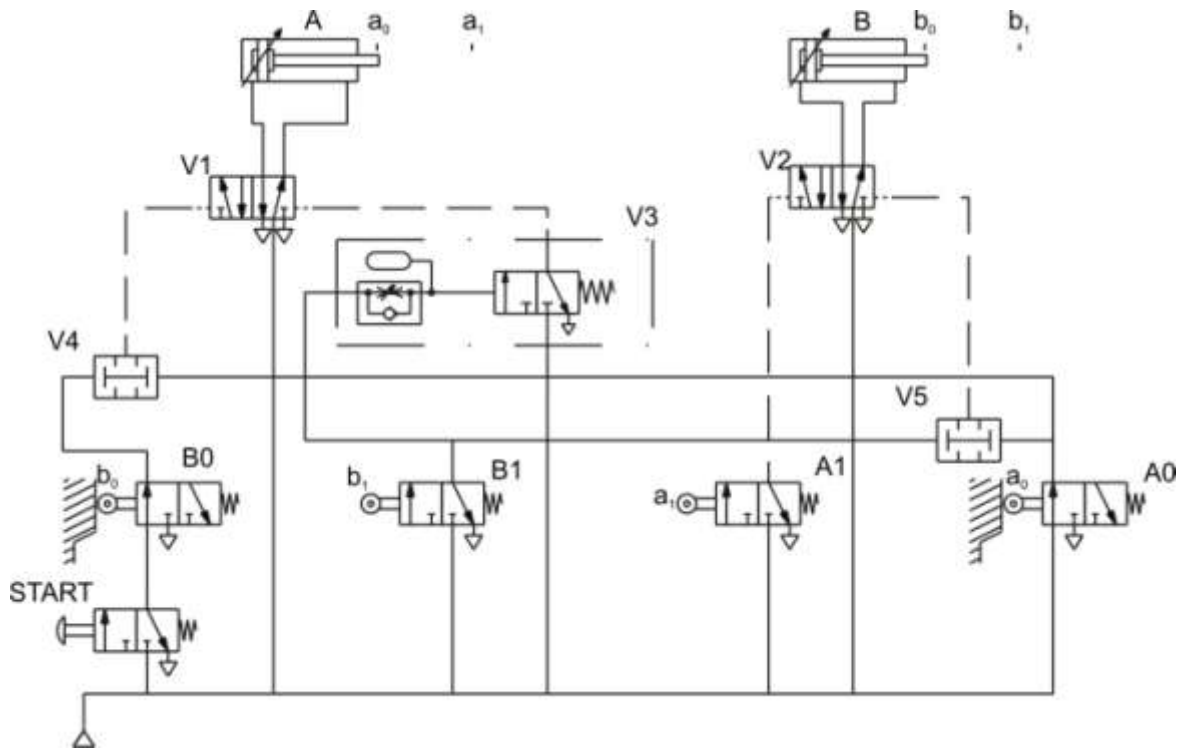 A a₀ a₁ B b₀ b₁
V1 V2
V3
V4
V5
B0 B1 A1 A0
b₀ b₁ a₁ a₀
START